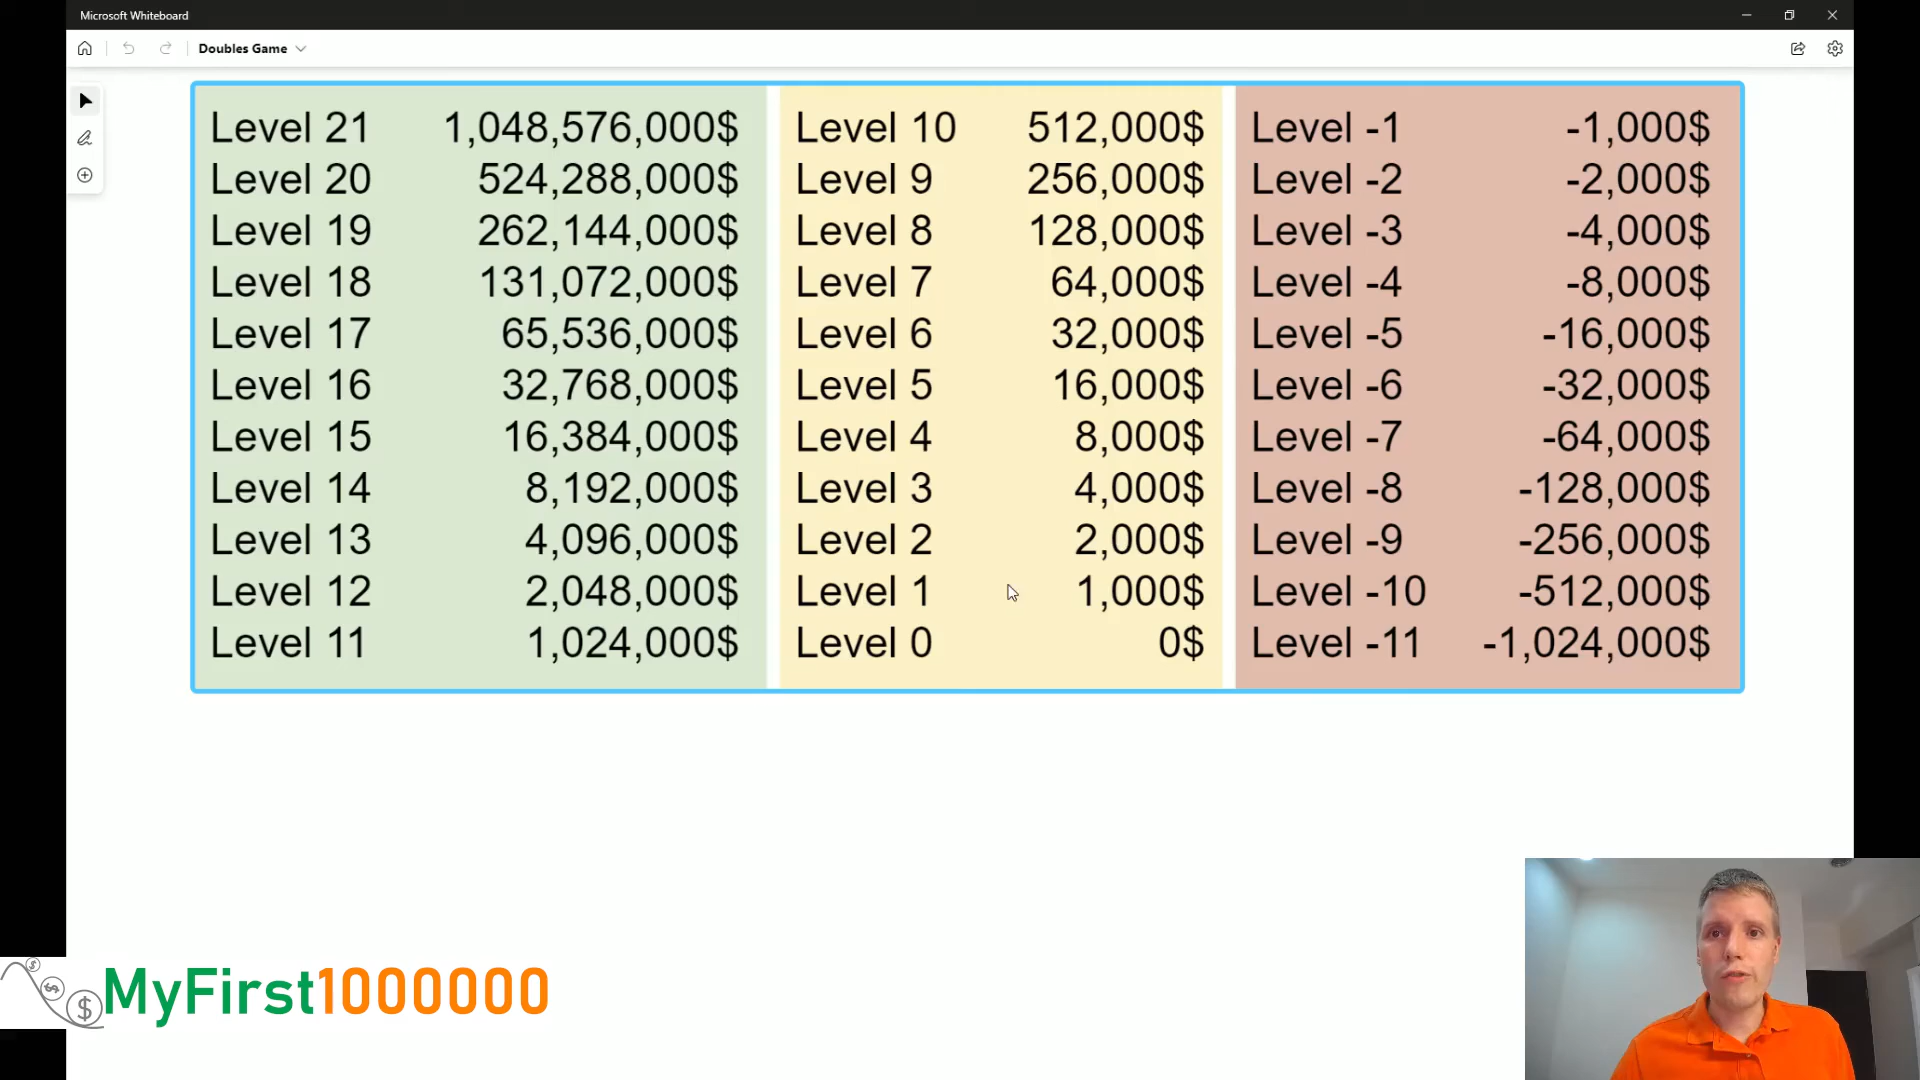 Microsoft Whiteboard
Doubles Game
Level 21 1,048,576,000$
Level 20 524,288,000$
Level 19 262,144,000$
Level 18 131,072,000$
Level 17 65,536,000$
Level 16 32,768,000$
Level 15 16,384,000$
Level 14 8,192,000$
Level 13 4,096,000$
Level 12 2,048,000$
Level 11 1,024,000$
Level 10 512,000$
Level 9 256,000$
Level 8 128,000$
Level 7 64,000$
Level 6 32,000$
Level 5 16,000$
Level 4 8,000$
Level 3 4,000$
Level 2 2,000$
Level 1 1,000$
Level 0 0$
Level -1 -1,000$
Level -2 -2,000$
Level -3 -4,000$
Level -4 -8,000$
Level -5 -16,000$
Level -6 -32,000$
Level -7 -64,000$
Level -8 -128,000$
Level -9 -256,000$
Level -10 -512,000$
Level -11 -1,024,000$
$ $ $ MyFirst1000000